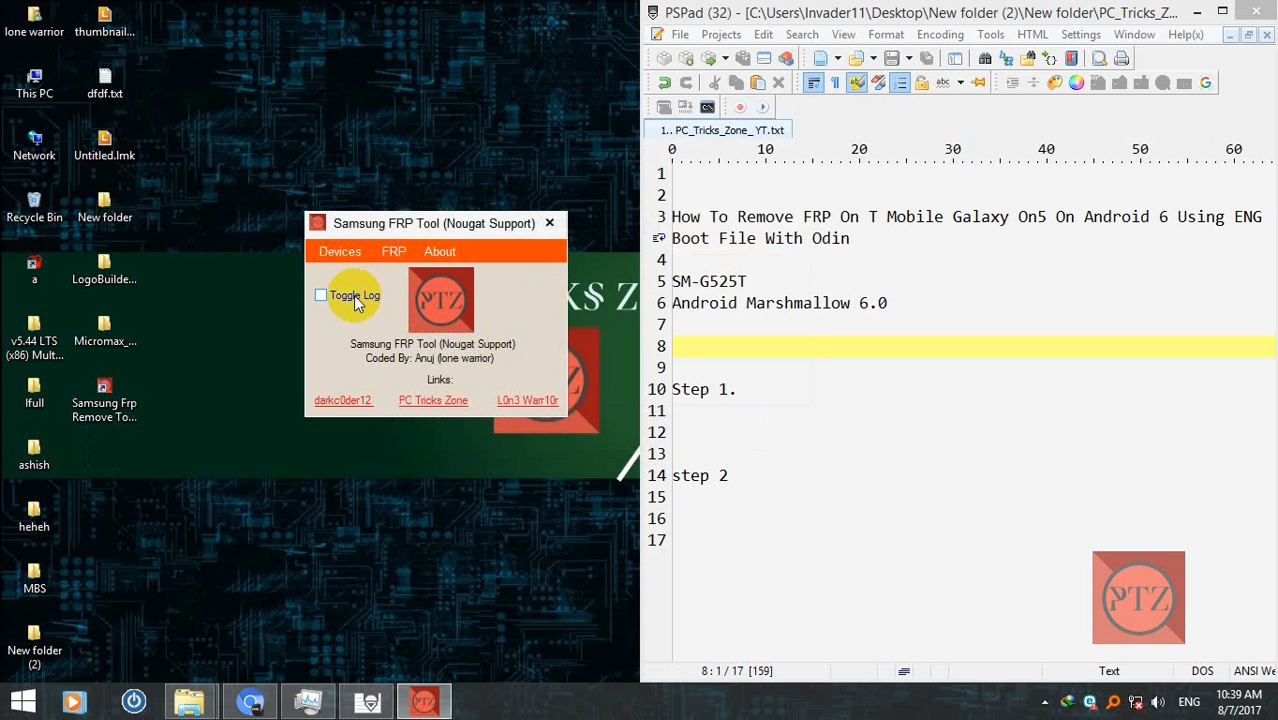 lone warrior
thumbnail...
This PC
dfdf.txt
Network
Untitled.lmk
Recycle Bin
New folder
a
LogoBuilde...
v5.44 LTS
(x86) Mult...
Micromax_...
lfull
Samsung Frp
Remove To...
ashish
heheh
MBS
New folder
(2)
Samsung FRP Tool (Nougat Support)
Devices FRP About
Toggle Log
PTZ
Samsung FRP Tool (Nougat Support)
Coded By: Anuj (lone warrior)
Links:
darkc0der12 PC Tricks Zone L0n3 Warr10r
KS Z
PSPad (32) - [C:\Users\Invader11\Desktop\New folder (2)\New folder\PC_Tricks_Z...
File Projects Edit Search View Format Encoding Tools HTML Settings Window Help(x)
abc
1.. PC_Tricks_Zone_ YT.txt
0 10 20 30 40 50 60
1
2
3 How To Remove FRP On T Mobile Galaxy On5 On Android 6 Using ENG
Boot File With Odin
4
5 SM-G525T
6 Android Marshmallow 6.0
7
8
9
10 Step 1.
11
12
13
14 step 2
15
16
17
PTZ
8 : 1 / 17 [159] Text DOS ANSI We
ENG
10:39 AM
8/7/2017